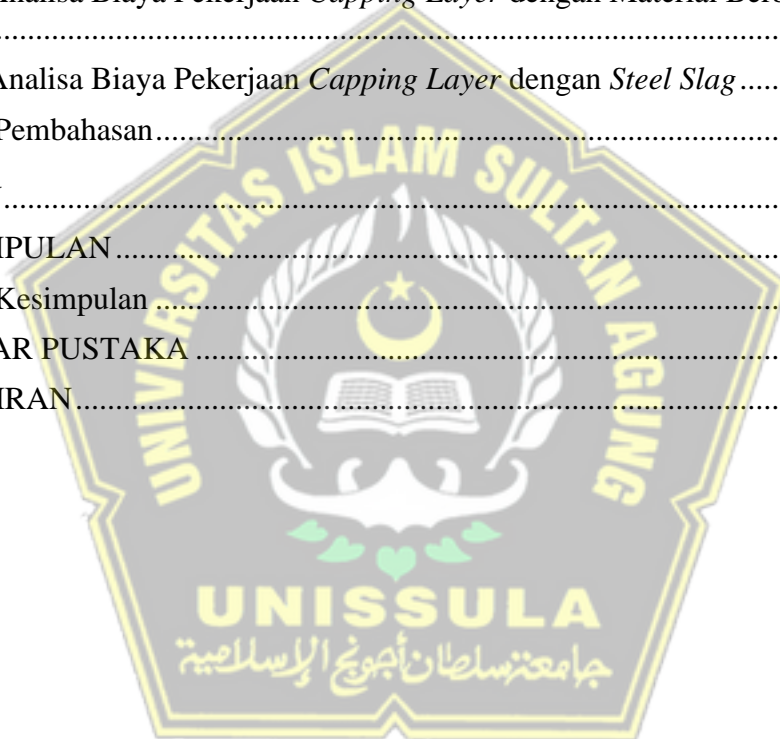 Analisa Biaya Pekerjaan Capping Layer dengan Material
....................
Analisa Biaya Pekerjaan Capping Layer dengan Steel Slag ....................
Pembahasan ....................
....................
IPULAN ....................
Kesimpulan ....................
AR PUSTAKA ....................
IRAN ....................
UNIVERSITAS ISLAM SULTAN AGUNG
UNISSULA
جامعة سلطان أجونج الإسلامية